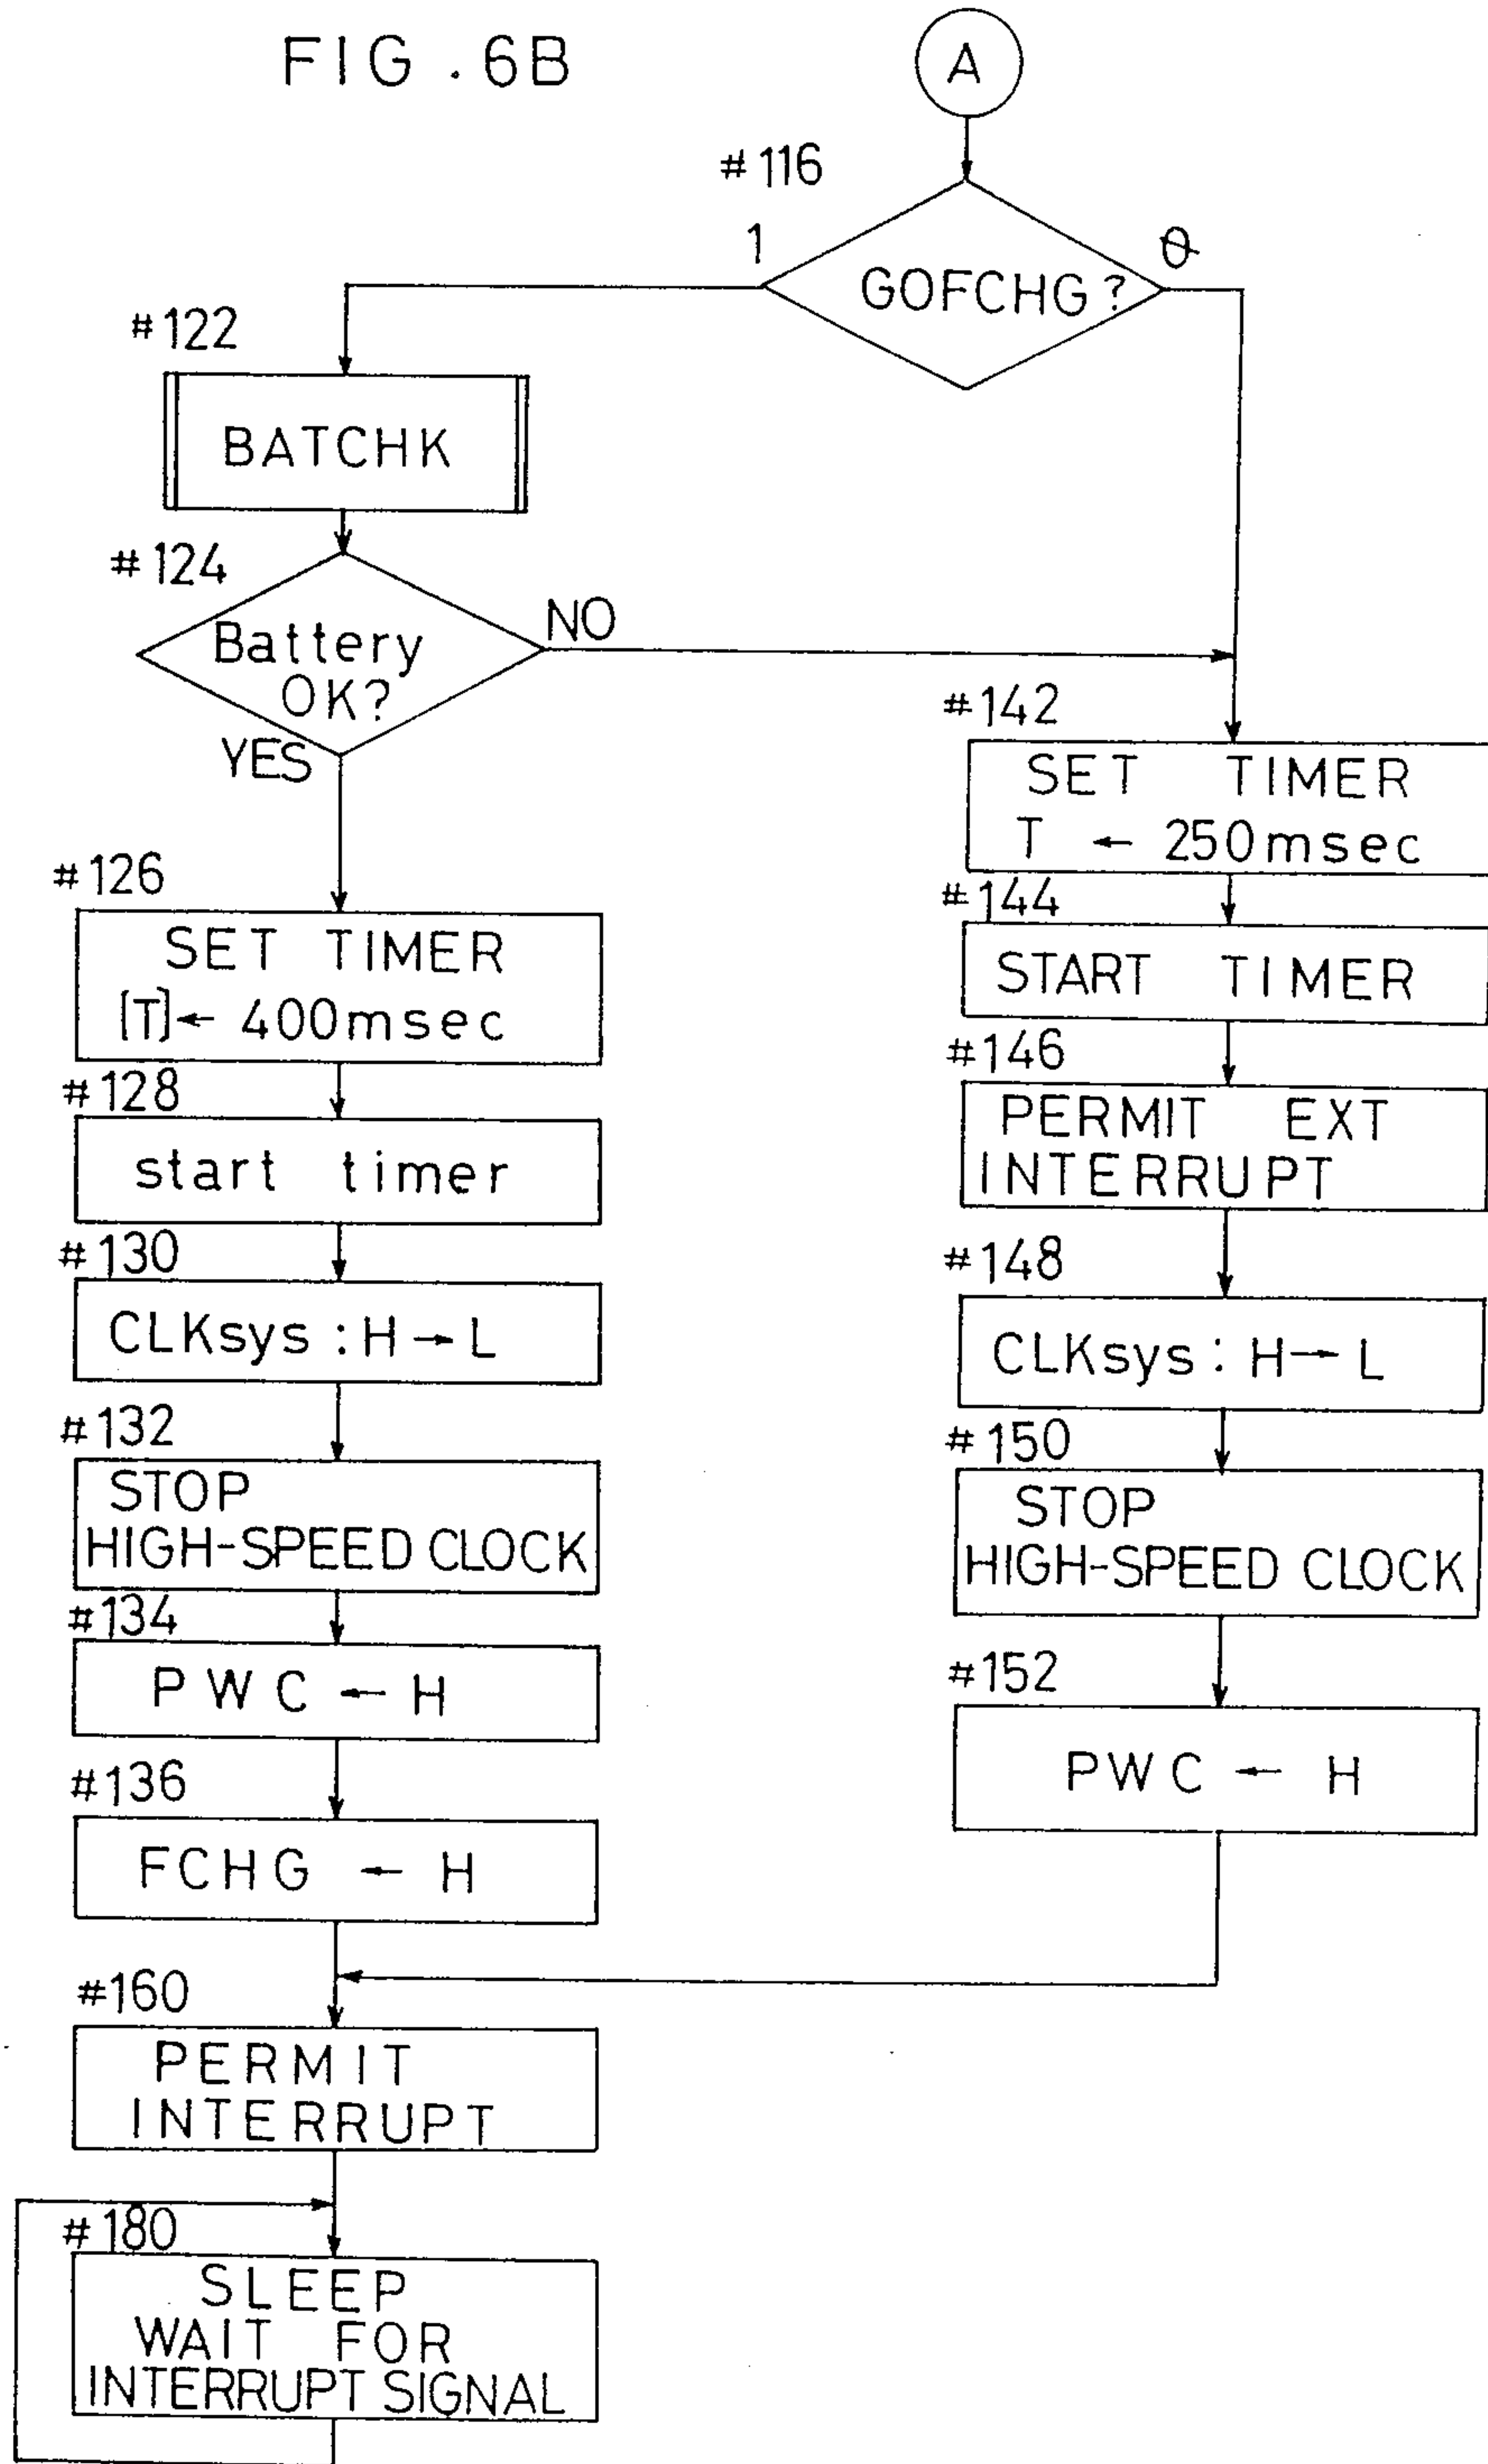 FIG. 6B
A
#116
1
GOFCHG?
0
#122
BATCHK
#124
Battery
OK?
NO
YES
#126
SET TIMER
[T]← 400msec
#128
start timer
#130
CLKsys : H → L
#132
STOP
HIGH-SPEED CLOCK
#134
PWC ← H
#136
FCHG ← H
#142
SET TIMER
T ← 250msec
#144
START TIMER
#146
PERMIT EXT
INTERRUPT
#148
CLKsys : H → L
#150
STOP
HIGH-SPEED CLOCK
#152
PWC ← H
#160
PERMIT
INTERRUPT
#180
SLEEP
WAIT FOR
INTERRUPT SIGNAL